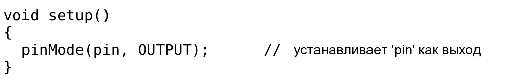 void setup()
{
  pinMode(pin, OUTPUT);      // устанавливает 'pin' как выход
}